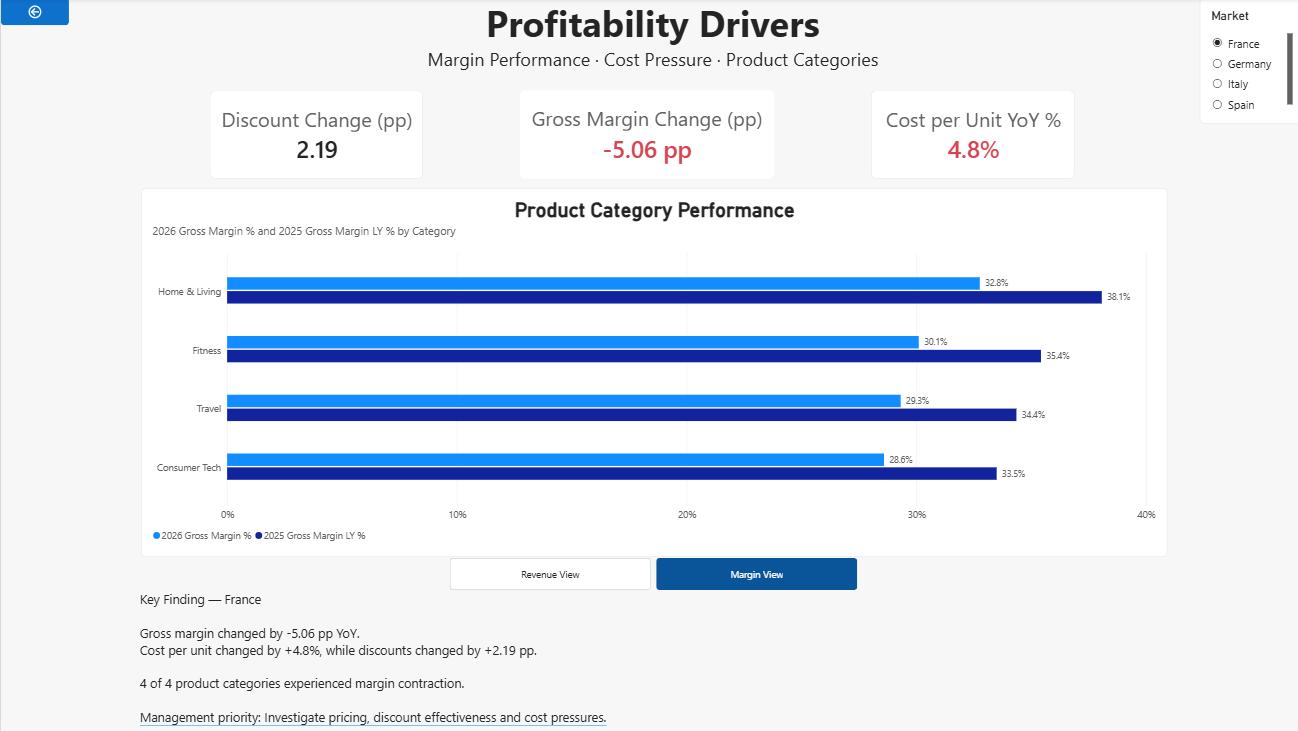 Profitability Drivers
Margin Performance · Cost Pressure · Product Categories
Market
France
Germany
Italy
Spain
Discount Change (pp)
2.19
Gross Margin Change (pp)
-5.06 pp
Cost per Unit YoY %
4.8%
Product Category Performance
2026 Gross Margin % and 2025 Gross Margin LY % by Category
Home & Living
32.8%
38.1%
Fitness
30.1%
35.4%
Travel
29.3%
34.4%
Consumer Tech
28.6%
33.5%
0% 10% 20% 30% 40%
2026 Gross Margin % 2025 Gross Margin LY %
Revenue View
Margin View
Key Finding — France
Gross margin changed by -5.06 pp YoY.
Cost per unit changed by +4.8%, while discounts changed by +2.19 pp.
4 of 4 product categories experienced margin contraction.
Management priority: Investigate pricing, discount effectiveness and cost pressures.